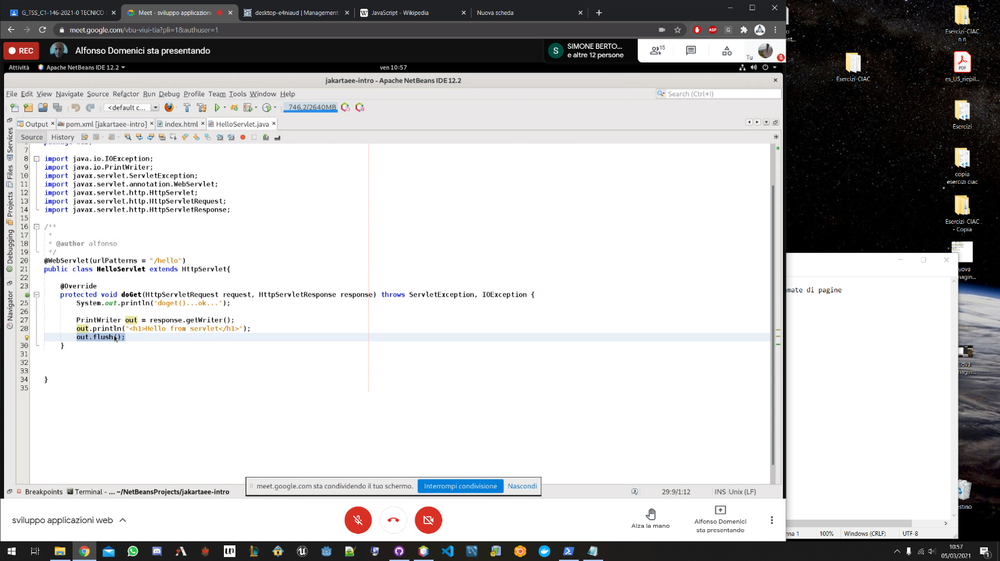 G_TSS_C1-146-2021-0 TECNICO
Meet - sviluppo applicazioni
desktop-e4niaud | Management
JavaScript - Wikipedia
Nuova scheda
meet.google.com/vbu-viui-tia?pli=1&authuser=1
REC
Alfonso Domenici sta presentando
S
SIMONE BERTO...
e altre 12 persone
15
Tu
Attività
Apache NetBeans IDE 12.2
ven 10:57
jakartaee-intro - Apache NetBeans IDE 12.2
File Edit View Navigate Source Refactor Run Debug Profile Team Tools Window Help
Search (Ctrl+I)
<default c...
746,2/2640MB
Output
pom.xml [jakartaee-intro]
index.html
HelloServlet.java
Source
History
Services
Files
Projects
Debugging
Navigator
7
8 import java.io.IOException;
9 import java.io.PrintWriter;
10 import javax.servlet.ServletException;
11 import javax.servlet.annotation.WebServlet;
12 import javax.servlet.http.HttpServlet;
13 import javax.servlet.http.HttpServletRequest;
14 import javax.servlet.http.HttpServletResponse;
15
16 /**
17 *
18 * @author alfonso
19 */
20 @WebServlet(urlPatterns = "/hello")
21 public class HelloServlet extends HttpServlet{
22
23 @Override
protected void doGet(HttpServletRequest request, HttpServletResponse response) throws ServletException, IOException {
25 System.out.println("doget()...ok...");
26
27 PrintWriter out = response.getWriter();
28 out.println("<h1>Hello from servlet</h1>");
out.flush();
30 }
31
32
33
34 }
35
meet.google.com sta condividendo il tuo schermo.
Interrompi condivisione
Nascondi
Breakpoints
Terminal - ... ~/NetBeansProjects/jakartaee-intro
29:9/1:12
INS Unix (LF)
sviluppo applicazioni web
Alza la mano
Alfonso Domenici
sta presentando
Esercizi-CIAC
Esercizi-CIAC
n n
PDF
es_U5_riepil...
Esercizi
copia
esercizi ciac
Esercizi-CIAC
- Copia
mate di pagine
100%
Windows (CRLF)
UTF-8
10:57
05/03/2021